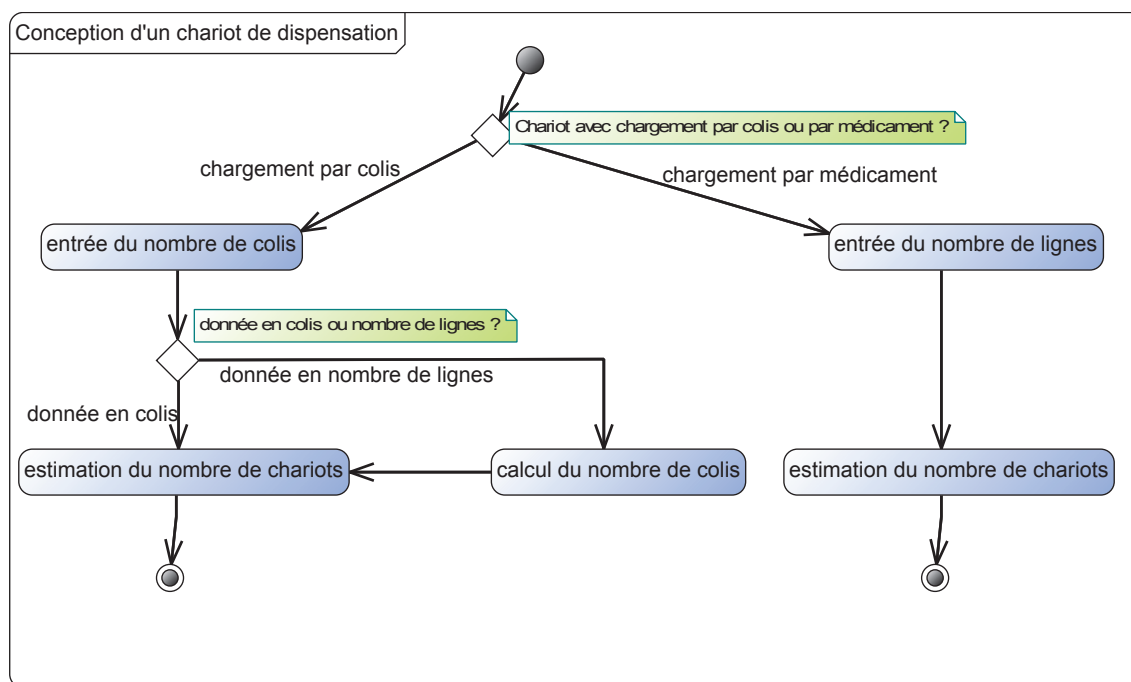 Conception d'un chariot de dispensation
Chariot avec chargement par colis ou par médicament ?
chargement par colis
chargement par médicament
entrée du nombre de colis
entrée du nombre de lignes
donnée en colis ou nombre de lignes ?
donnée en nombre de lignes
donnée en colis
estimation du nombre de chariots
calcul du nombre de colis
estimation du nombre de chariots